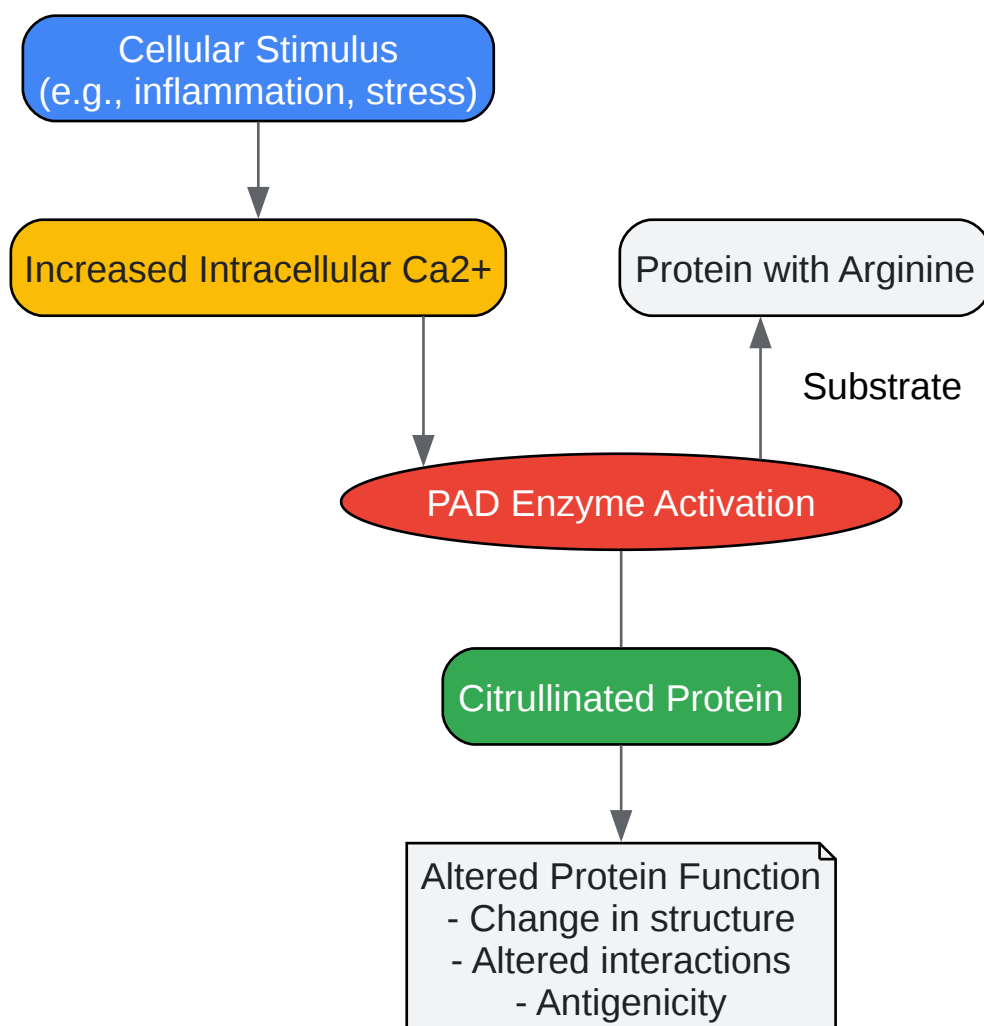 Cellular Stimulus
(e.g., inflammation, stress)
Increased Intracellular Ca2+
Protein with Arginine
Substrate
PAD Enzyme Activation
Citrullinated Protein
Altered Protein Function
- Change in structure
- Altered interactions
- Antigenicity